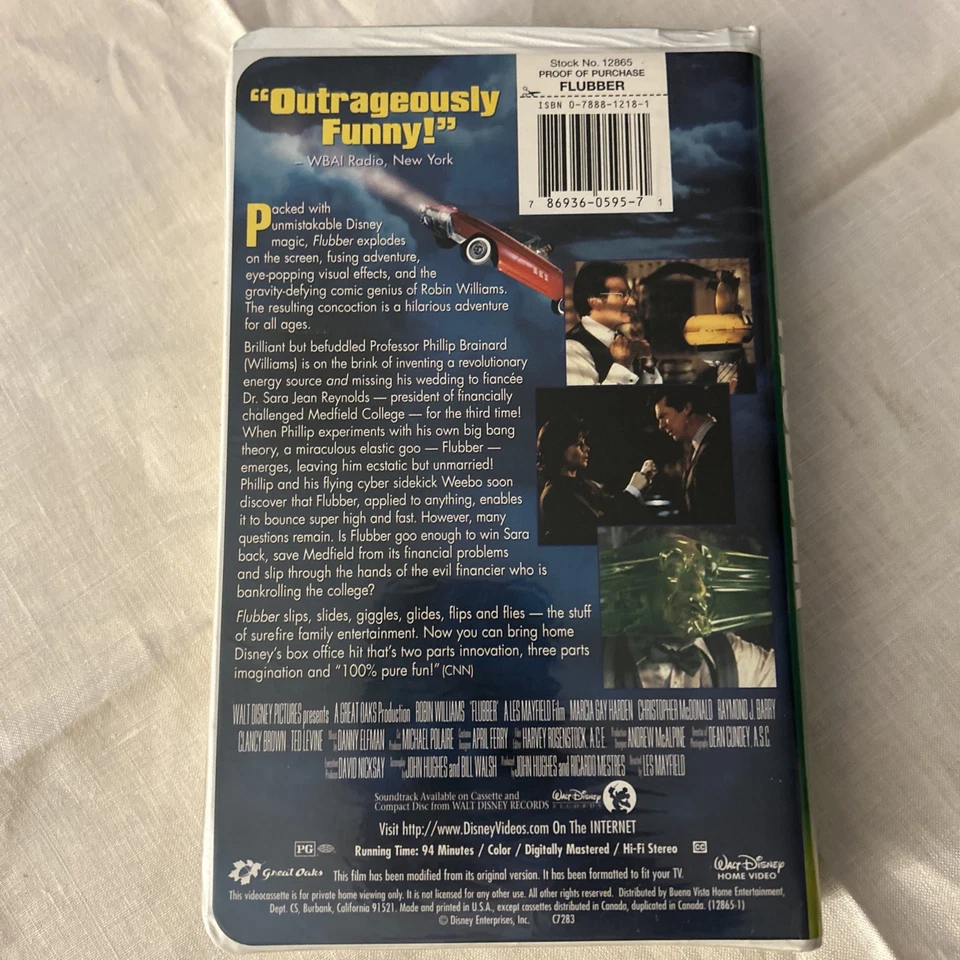 Stock No. 12865
PROOF OF PURCHASE
FLUBBER
ISBN 0-7888-1218-1
7 86936-0595-7 1
"Outrageously
Funny!"
– WBAI Radio, New York
Packed with
unmistakable Disney
magic, Flubber explodes
on the screen, fusing adventure,
eye-popping visual effects, and the
gravity-defying comic genius of Robin Williams.
The resulting concoction is a hilarious adventure
for all ages.
Brilliant but befuddled Professor Phillip Brainard
(Williams) is on the brink of inventing a revolutionary
energy source and missing his wedding to fiancée
Dr. Sara Jean Reynolds — president of financially
challenged Medfield College — for the third time!
When Phillip experiments with his own big bang
theory, a miraculous elastic goo — Flubber —
emerges, leaving him ecstatic but unmarried!
Phillip and his flying cyber sidekick Weebo soon
discover that Flubber, applied to anything, enables
it to bounce super high and fast. However, many
questions remain. Is Flubber goo enough to win Sara
back, save Medfield from its financial problems
and slip through the hands of the evil financier who is
bankrolling the college?
Flubber slips, slides, giggles, glides, flips and flies — the stuff
of surefire family entertainment. Now you can bring home
Disney's box office hit that's two parts innovation, three parts
imagination and "100% pure fun!" (CNN)
WALT DISNEY PICTURES presents A GREAT OAKS Production ROBIN WILLIAMS "FLUBBER" A LES MAYFIELD Film MARCIA GAY HARDEN CHRISTOPHER McDONALD RAYMOND J. BARRY
CLANCY BROWN TED LEVINE DANNY ELFMAN MICHAEL POLAIRE APRIL FERRY HARVEY ROSENSTOCK, A.C.E. ANDREW McALPINE DEAN CUNDEY, A.S.C.
DAVID NICKSAY JOHN HUGHES and BILL WALSH JOHN HUGHES and RICARDO MESTRES LES MAYFIELD
Soundtrack Available on Cassette and
Compact Disc from WALT DISNEY RECORDS Walt Disney RECORDS
Visit http://www.DisneyVideos.com On The INTERNET
PG Running Time: 94 Minutes / Color / Digitally Mastered / Hi-Fi Stereo CC
Great Oaks This film has been modified from its original version. It has been formatted to fit your TV. Walt Disney HOME VIDEO
This videocassette is for private home viewing only. It is not licensed for any other use. All other rights reserved. Distributed by Buena Vista Home Entertainment,
Dept. CS, Burbank, California 91521. Made and printed in U.S.A., except cassettes distributed in Canada, duplicated in Canada. (12865-1)
© Disney Enterprises, Inc. C7283